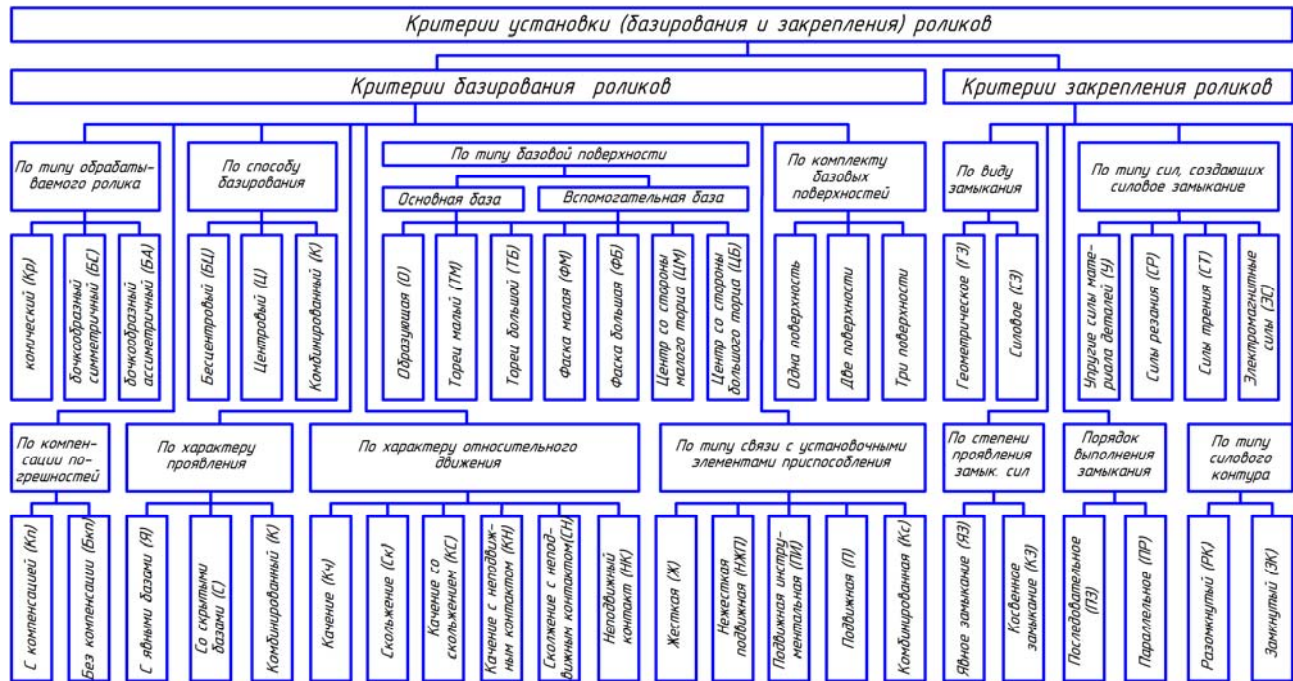 Критерии установки (базирования и закрепления) роликов
Критерии базирования роликов
Критерии закрепления роликов
По типу обрабаты-
ваемого ролика
По способу
базирования
По типу базовой поверхности
Основная база
Вспомогательная база
По комплекту
базовых
поверхностей
По виду
замыкания
По типу сил, создающих
силовое замыкание
конический (Кр)
бочкообразный
симметричный (БС)
бочкообразный
ассиметричный (БА)
Бесцентровый (БЦ)
Центровый (Ц)
Комбинированный (К)
Образующая (О)
Торец малый (ТМ)
Торец большой (ТБ)
Фаска малая (ФМ)
Фаска большая (ФБ)
Центр со стороны
малого торца (ЦМ)
Центр со стороны
большого торца (ЦБ)
Одна поверхность
Две поверхности
Три поверхности
Геометрическое (ГЗ)
Силовое (СЗ)
Упругие силы мате-
риала деталей (У)
Силы резания (СР)
Силы трения (СТ)
Электромагнитные
силы (ЭС)
По компен-
сации по-
грешностей
По характеру
проявления
По характеру относительного
движения
По типу связи с установочными
элементами приспособления
По степени
проявления
замык. сил
Порядок
выполнения
замыкания
По типу
силового
контура
С компенсацией (Кп)
Без компенсации (Бкп)
С явными базами (Я)
Со скрытыми
базами (С)
Комбинированный (К)
Качение (Кч)
Скольжение (Ск)
Качение со
скольжением (КС)
Качение с неподвиж-
ным контактом (КН)
Сколжение с непод-
вижным контактом(СН)
Неподвижный
контакт (НК)
Жесткая (Ж)
Нежесткая
подвижная (НЖП)
Подвижная инстру-
ментальная (ПИ)
Подвижная (П)
Комбинированная (Кс)
Явное замыкание (ЯЗ)
Косвенное
замыкание (КЗ)
Последовательное
(ПЗ)
Параллельное (ПР)
Разомкнутый (РК)
Замкнутый (ЗК)